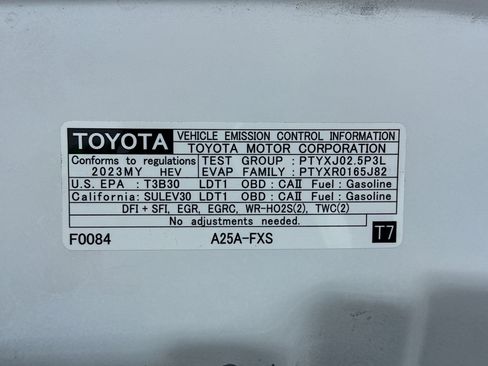 TOYOTA VEHICLE EMISSION CONTROL INFORMATION
TOYOTA MOTOR CORPORATION
Conforms to regulations TEST GROUP : PTYXJ02.5P3L
2023MY HEV EVAP FAMILY : PTYXR0165J82
U.S. EPA : T3B30 LDT1 OBD : CAⅡ Fuel : Gasoline
California: SULEV30 LDT1 OBD : CAⅡ Fuel : Gasoline
DFI + SFI, EGR, EGRC, WR-HO2S(2), TWC(2)
No adjustments needed.
F0084 A25A-FXS T7